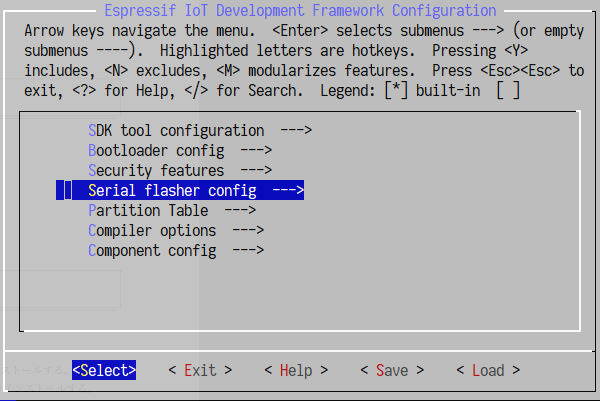 Espressif IoT Development Framework Configuration
Arrow keys navigate the menu.  <Enter> selects submenus ---> (or empty
submenus ----).  Highlighted letters are hotkeys.  Pressing <Y>
includes, <N> excludes, <M> modularizes features.  Press <Esc><Esc> to
exit, <?> for Help, </> for Search.  Legend: [*] built-in  [ ]
SDK tool configuration  --->
Bootloader config  --->
Security features  --->
Serial flasher config  --->
Partition Table  --->
Compiler options  --->
Component config  --->
<Select>    < Exit >    < Help >    < Save >    < Load >